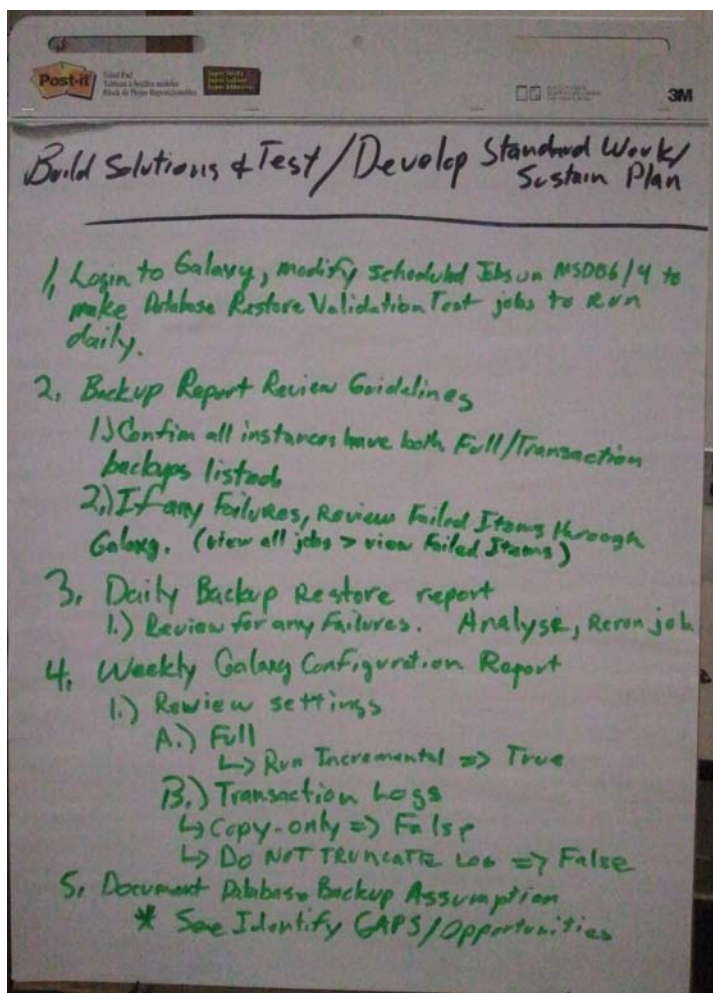 Post-it
Super Sticky
3M
Build Solutions & Test / Develop Standard Work/
Sustain Plan
1, Login to Galaxy, modify scheduled Jobs on MSDB6/4 to
make Database Restore Validation Test jobs to Run
daily.
2, Backup Report Review Guidelines
1.) Confirm all instances have both Full/Transaction
backups listed.
2.) If any Failures, Review Failed Items through
Galaxy. (view all jobs > view Failed Items)
3. Daily Backup Restore report
1.) Review for any Failures. Analyse, Rerun job
4, Weekly Galaxy Configuration Report
1.) Review settings
A.) Full
↳ Run Incremental => True
B.) Transaction Logs
↳ Copy-only => False
↳ DO NOT TRUNCATE LOG => False
5, Document Database Backup Assumption
* See Identify GAPS/Opportunities